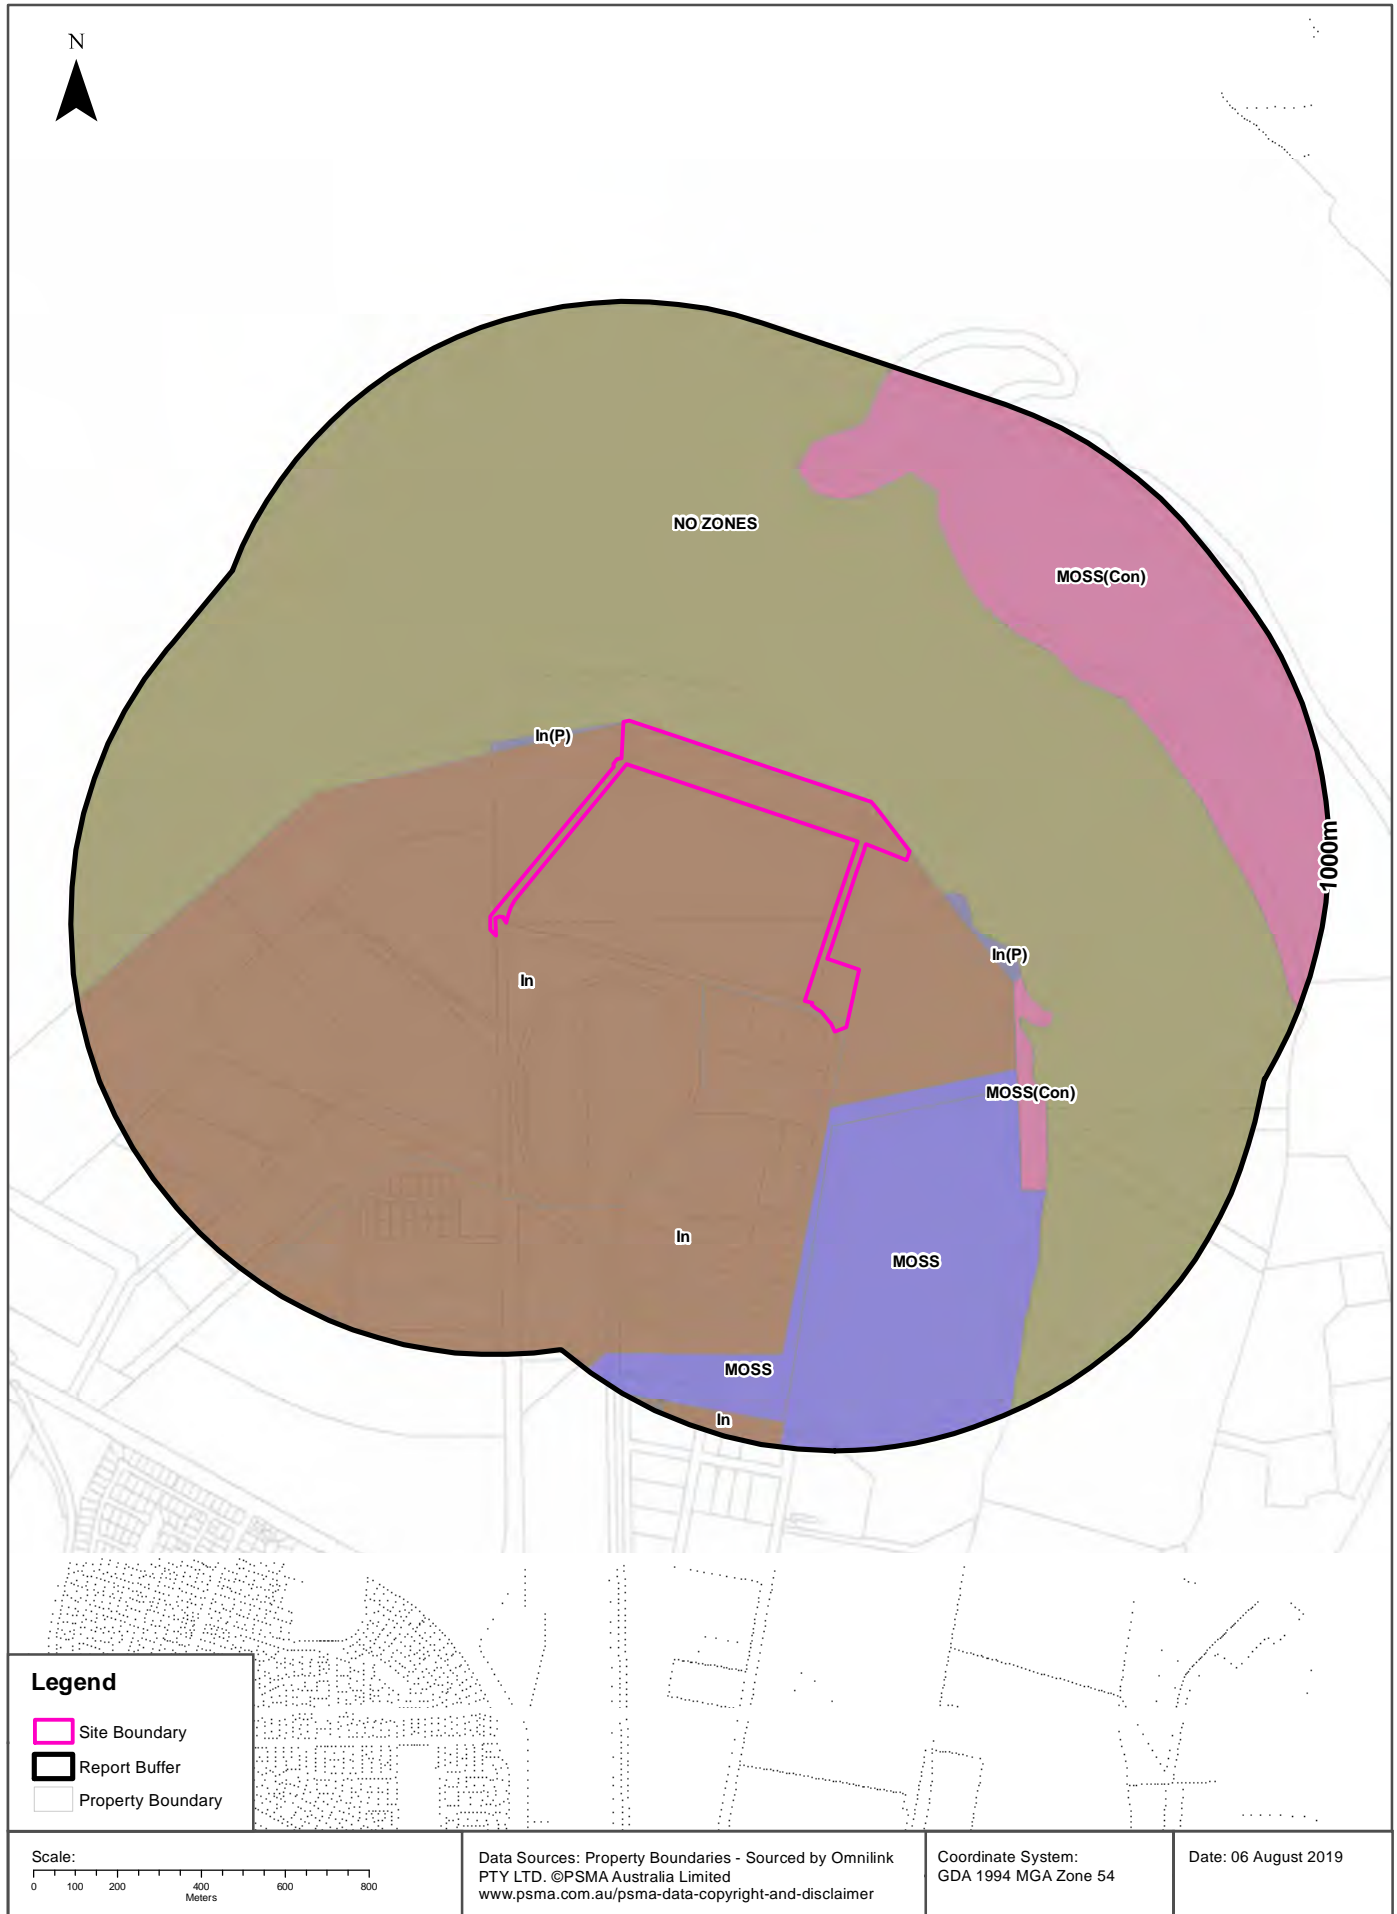 N
NO ZONES
MOSS(Con)
In(P)
1000m
In(P)
In
MOSS(Con)
In
MOSS
MOSS
In
Legend
Site Boundary
Report Buffer
Property Boundary
Scale:
0 100 200 400 600 800
Meters
Data Sources: Property Boundaries - Sourced by Omnilink
PTY LTD. ©PSMA Australia Limited
www.psma.com.au/psma-data-copyright-and-disclaimer
Coordinate System:
GDA 1994 MGA Zone 54
Date: 06 August 2019